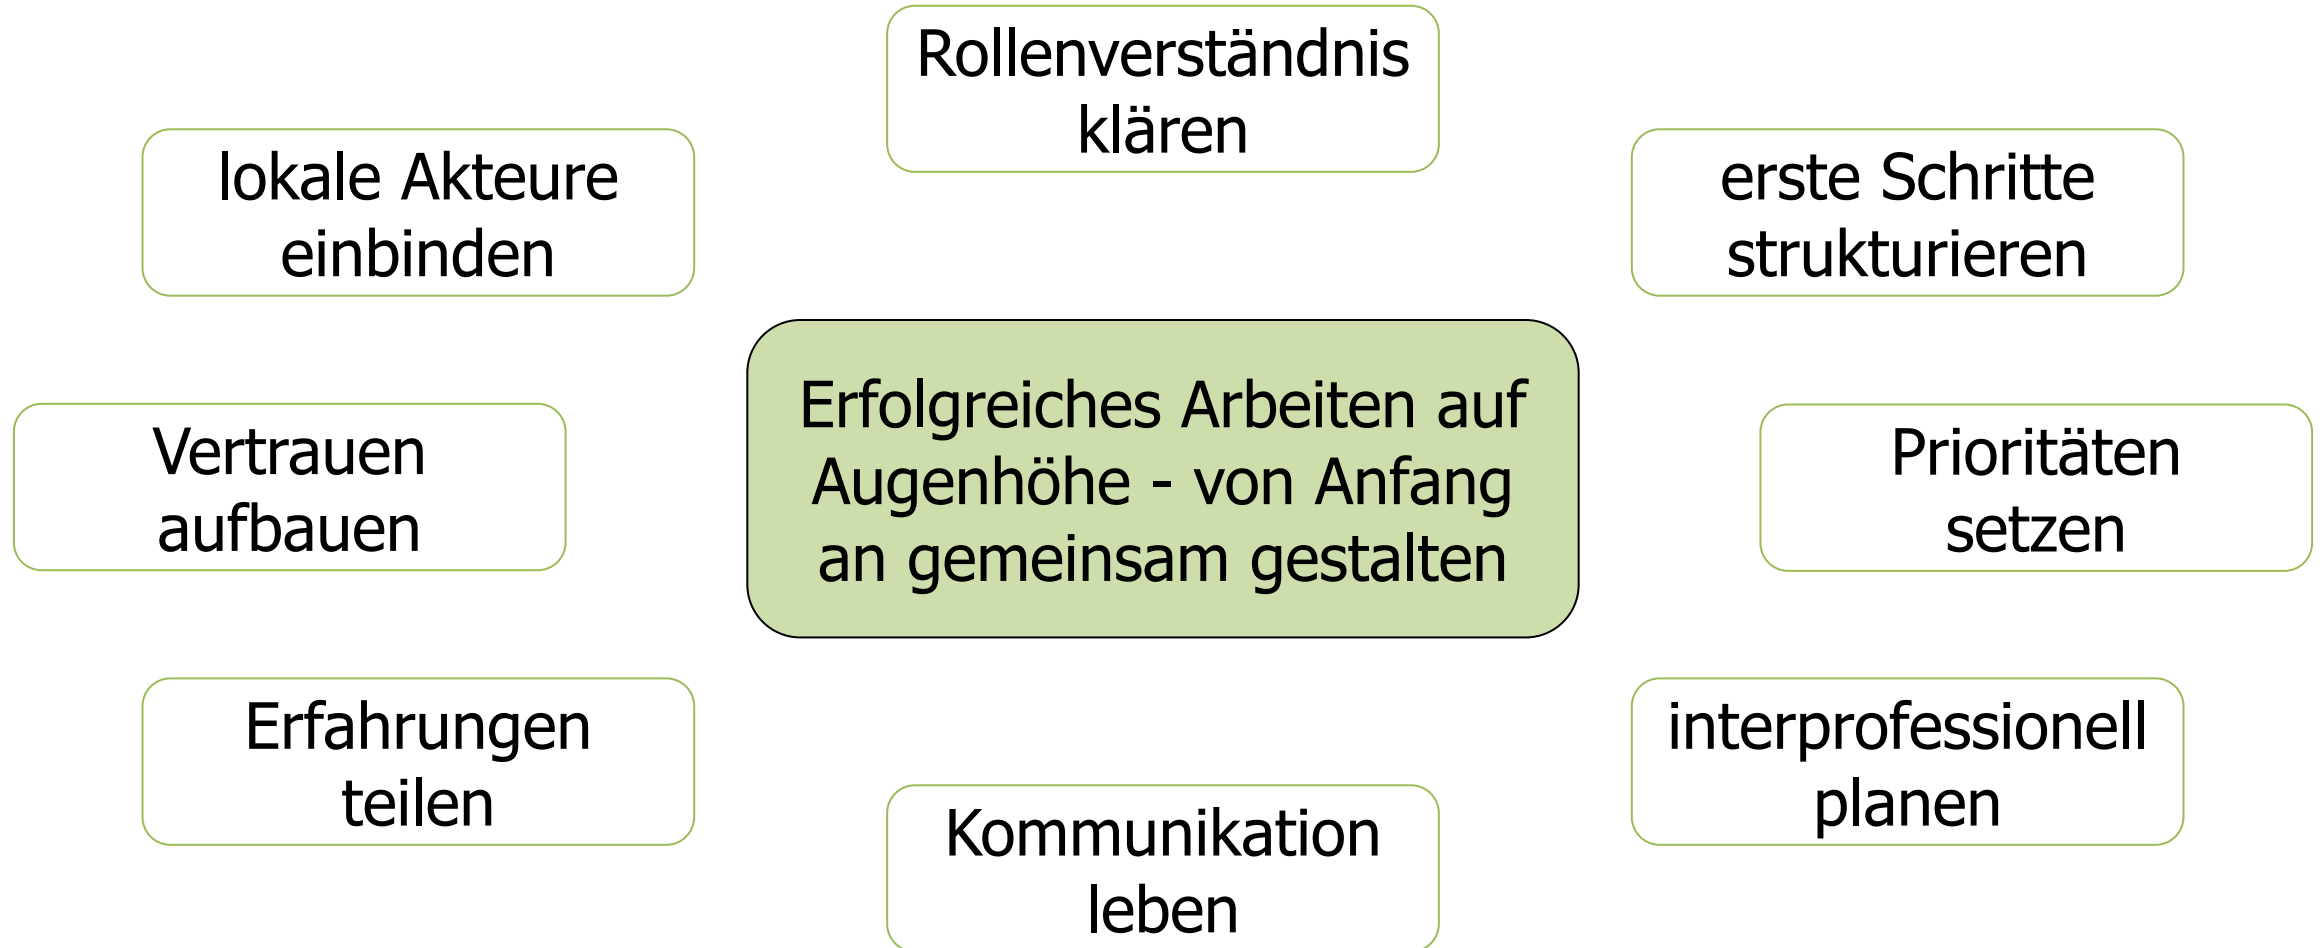 Rollenverständnis
klären
lokale Akteure
einbinden
erste Schritte
strukturieren
Erfolgreiches Arbeiten auf
Augenhöhe - von Anfang
an gemeinsam gestalten
Vertrauen
aufbauen
Prioritäten
setzen
Erfahrungen
teilen
interprofessionell
planen
Kommunikation
leben